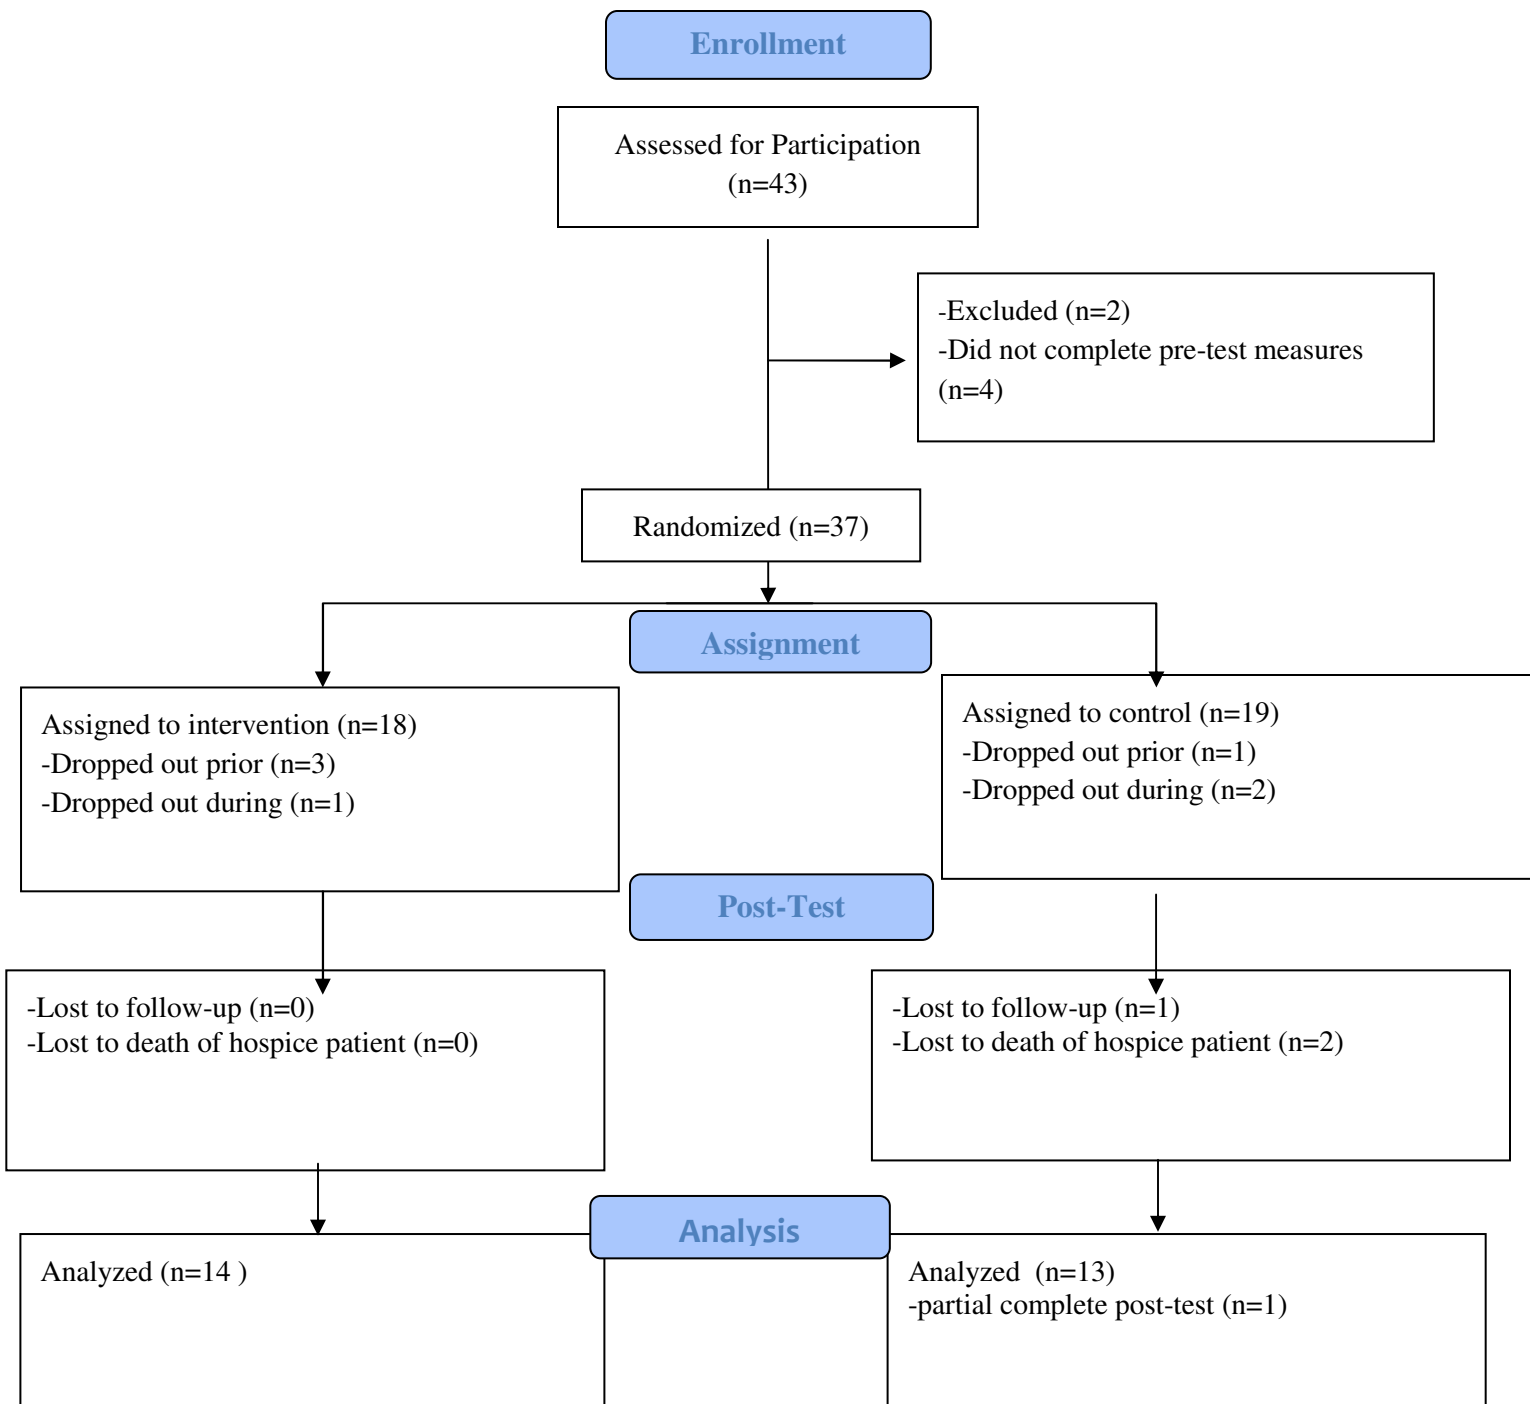 Enrollment
Assessed for Participation
(n=43)
-Excluded (n=2)
-Did not complete pre-test measures
(n=4)
Randomized (n=37)
Assignment
Assigned to intervention (n=18)
-Dropped out prior (n=3)
-Dropped out during (n=1)
Assigned to control (n=19)
-Dropped out prior (n=1)
-Dropped out during (n=2)
Post-Test
-Lost to follow-up (n=0)
-Lost to death of hospice patient (n=0)
-Lost to follow-up (n=1)
-Lost to death of hospice patient (n=2)
Analysis
Analyzed (n=14 )
Analyzed  (n=13)
-partial complete post-test (n=1)